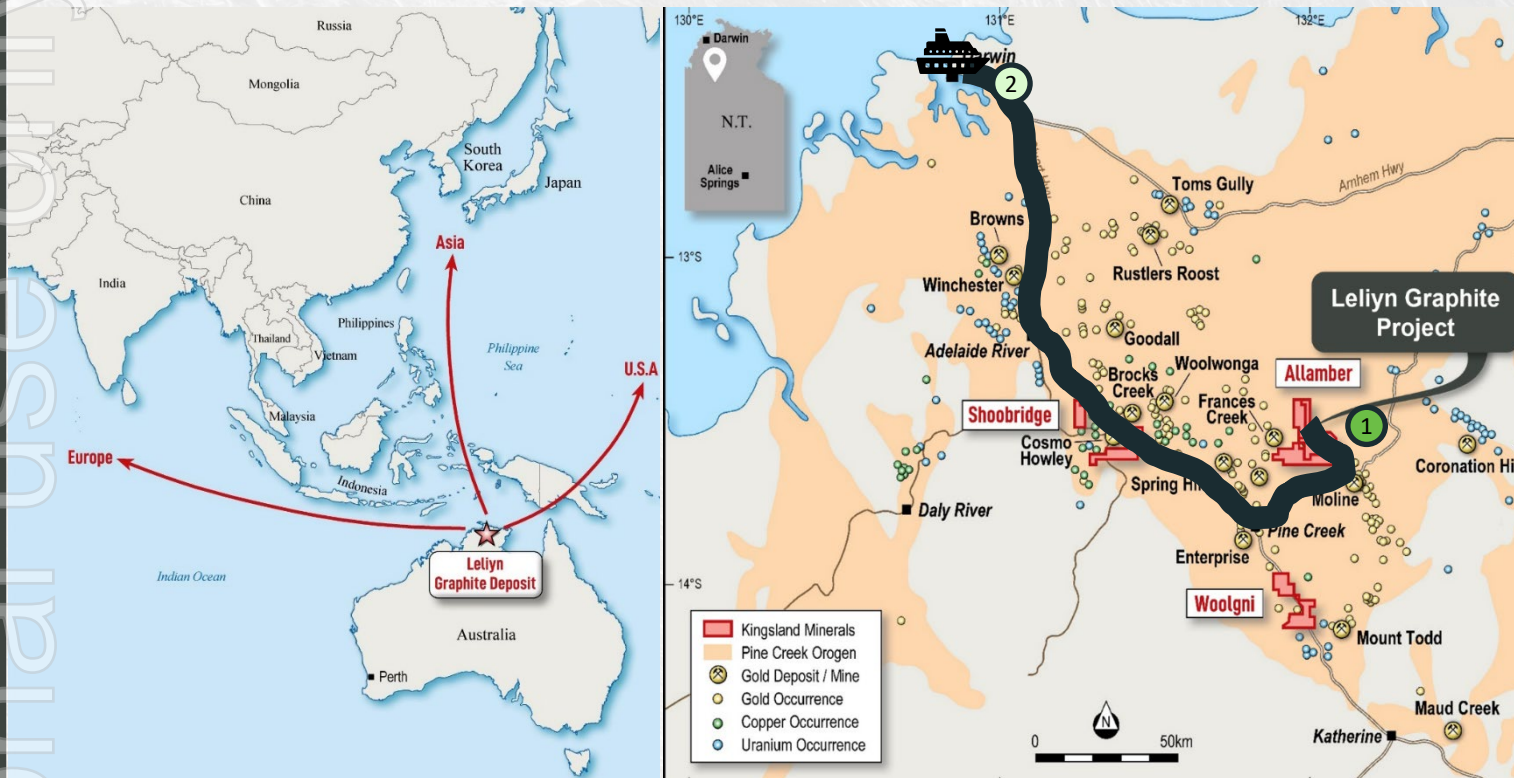 Russia
Mongolia
South
Korea
Japan
China
Asia
India
Philippines
Thailand
Vietnam
Philippine
Sea
U.S.A
Malaysia
Europe
Indonesia
Leliyn
Graphite Deposit
Indian Ocean
Australia
Perth
130°E
131°E
132°E
Darwin
N.T.
Alice
Springs
2
Arnhem Hwy
Toms Gully
Browns
13°S
Rustlers Roost
Winchester
Leliyn Graphite
Project
Goodall
Adelaide River
Woolwonga
Brocks
Creek
Allamber
Frances
Creek
Shoobridge
1
Cosmo
Howley
Coronation Hi
Moline
Daly River
Pine Creek
Enterprise
14°S
Woolgni
Kingsland Minerals
Pine Creek Orogen
Gold Deposit / Mine
Gold Occurrence
Copper Occurrence
Uranium Occurrence
Mount Todd
Maud Creek
N
0
50km
Katherine